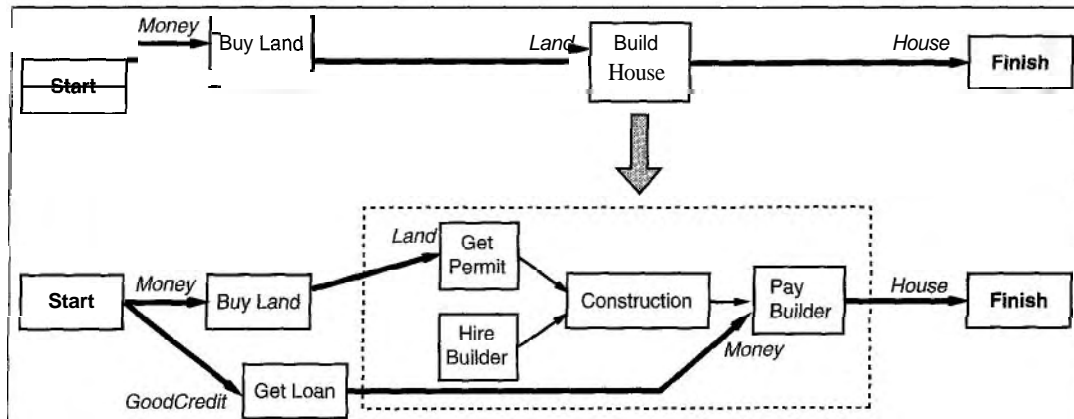 Money
Buy Land
Land
Build
House
House
Finish
Start
Land
Get
Permit
Start
Money
Buy Land
Construction
Pay
Builder
House
Finish
Hire
Builder
Money
GoodCredit
Get Loan